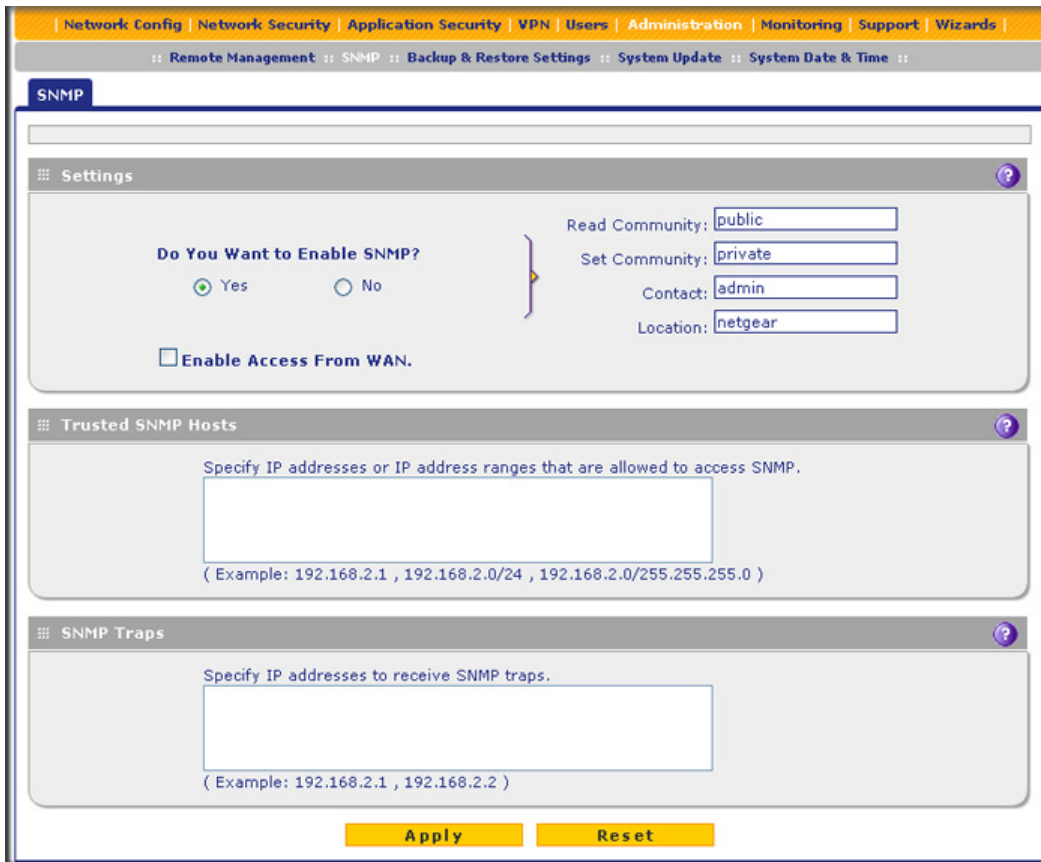 | Network Config | Network Security | Application Security | VPN | Users | Administration | Monitoring | Support | Wizards |
:: Remote Management :: SNMP :: Backup & Restore Settings :: System Update :: System Date & Time ::
SNMP
Settings
?
Do You Want to Enable SNMP?
Yes No
Enable Access From WAN.
Read Community: public
Set Community: private
Contact: admin
Location: netgear
Trusted SNMP Hosts
?
Specify IP addresses or IP address ranges that are allowed to access SNMP.
( Example: 192.168.2.1 , 192.168.2.0/24 , 192.168.2.0/255.255.255.0 )
SNMP Traps
?
Specify IP addresses to receive SNMP traps.
( Example: 192.168.2.1 , 192.168.2.2 )
Apply Reset